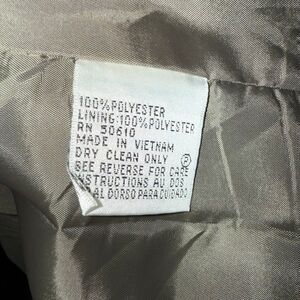 100%POLYESTER
LINING:100%POLYESTER
RN 50610
MADE IN VIETNAM
DRY CLEAN ONLY Ⓟ
SEE REVERSE FOR CARE
INSTRUCTIONS AU DOS
AL DORSO PARA CUIDADO